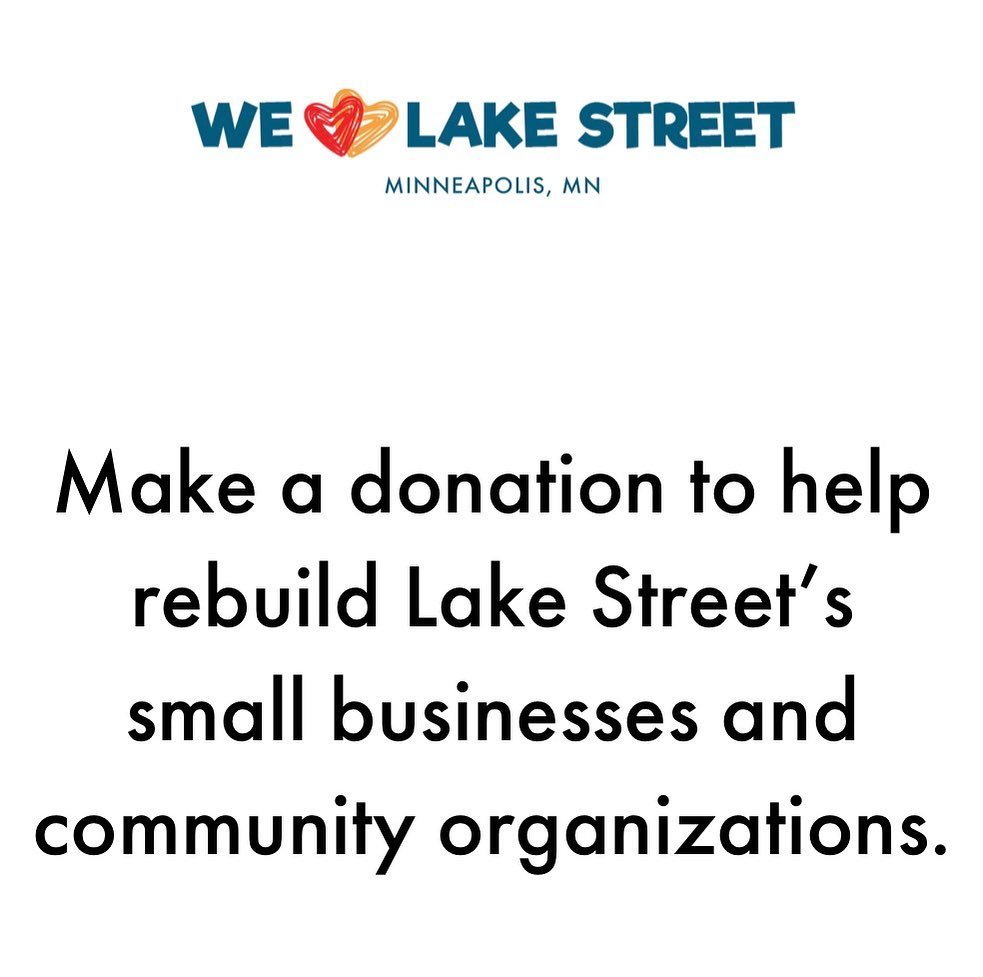 WE LAKE STREET
MINNEAPOLIS, MN
Make a donation to help
rebuild Lake Street’s
small businesses and
community organizations.